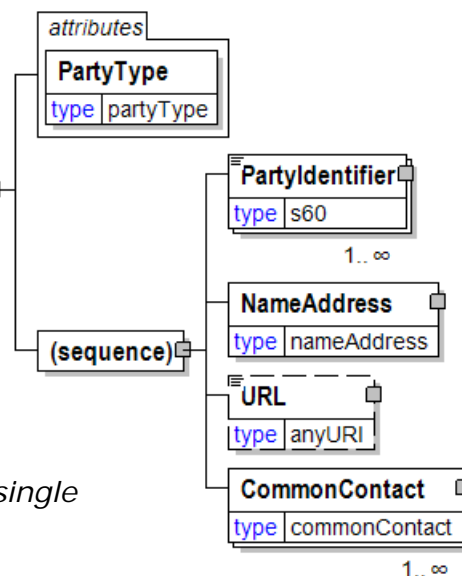 attributes
PartyType
type partyType
PartyIdentifier
type s60
1.. ∞
NameAddress
type nameAddress
(sequence)
URL
type anyURI
single
CommonContact
type commonContact
1.. ∞